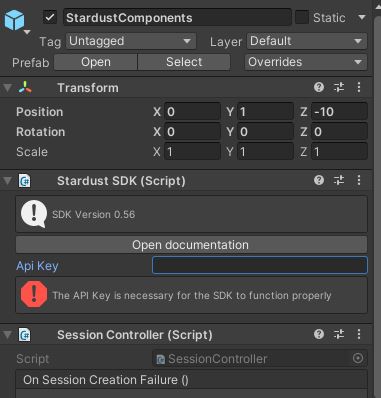 StardustComponents Static
Tag Untagged Layer Default
Prefab Open Select Overrides
Transform
Position X 0 Y 1 Z -10
Rotation X 0 Y 0 Z 0
Scale X 1 Y 1 Z 1
Stardust SDK (Script)
SDK Version 0.56
Open documentation
Api Key
The API Key is necessary for the SDK to function properly
Session Controller (Script)
Script SessionController
On Session Creation Failure ()